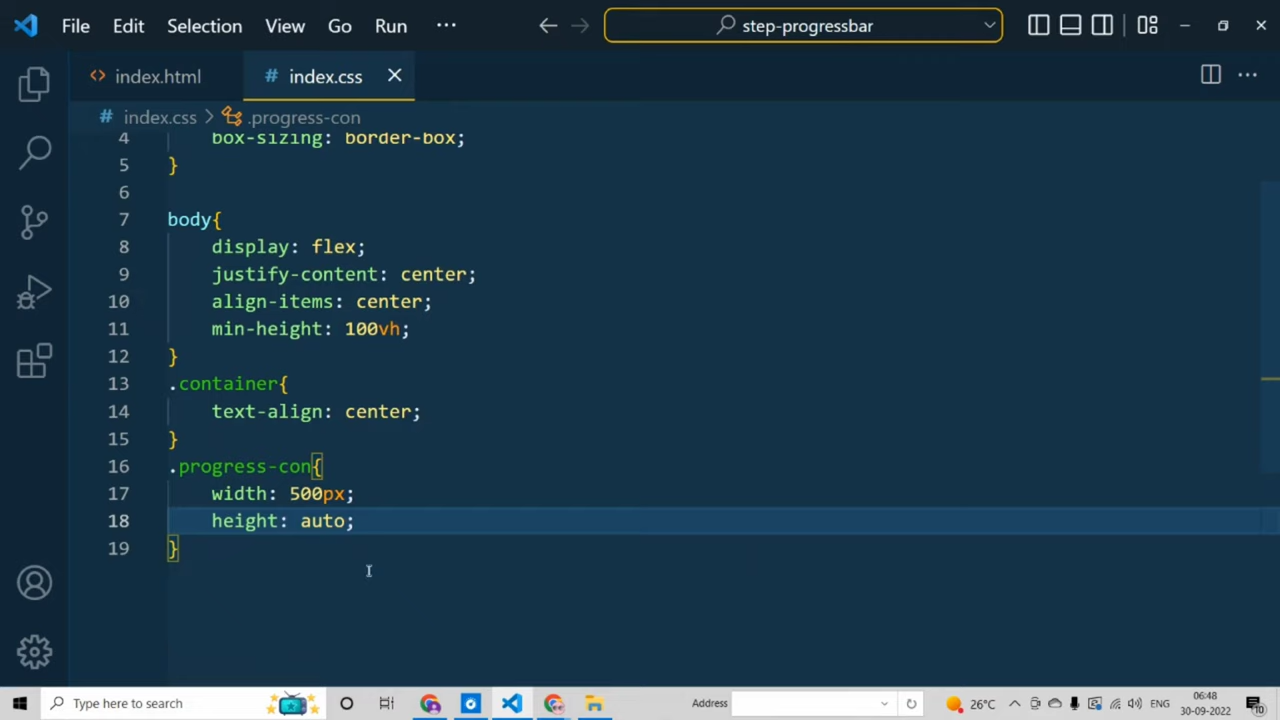 File Edit Selection View Go Run ··· step-progressbar
index.html index.css
index.css > .progress-con
4 box-sizing: border-box;
5 }
6
7 body{
8 display: flex;
9 justify-content: center;
10 align-items: center;
11 min-height: 100vh;
12 }
13 .container{
14 text-align: center;
15 }
16 .progress-con{
17 width: 500px;
18 height: auto;
19 }
Type here to search Address 26°C ENG 06:48
30-09-2022 10